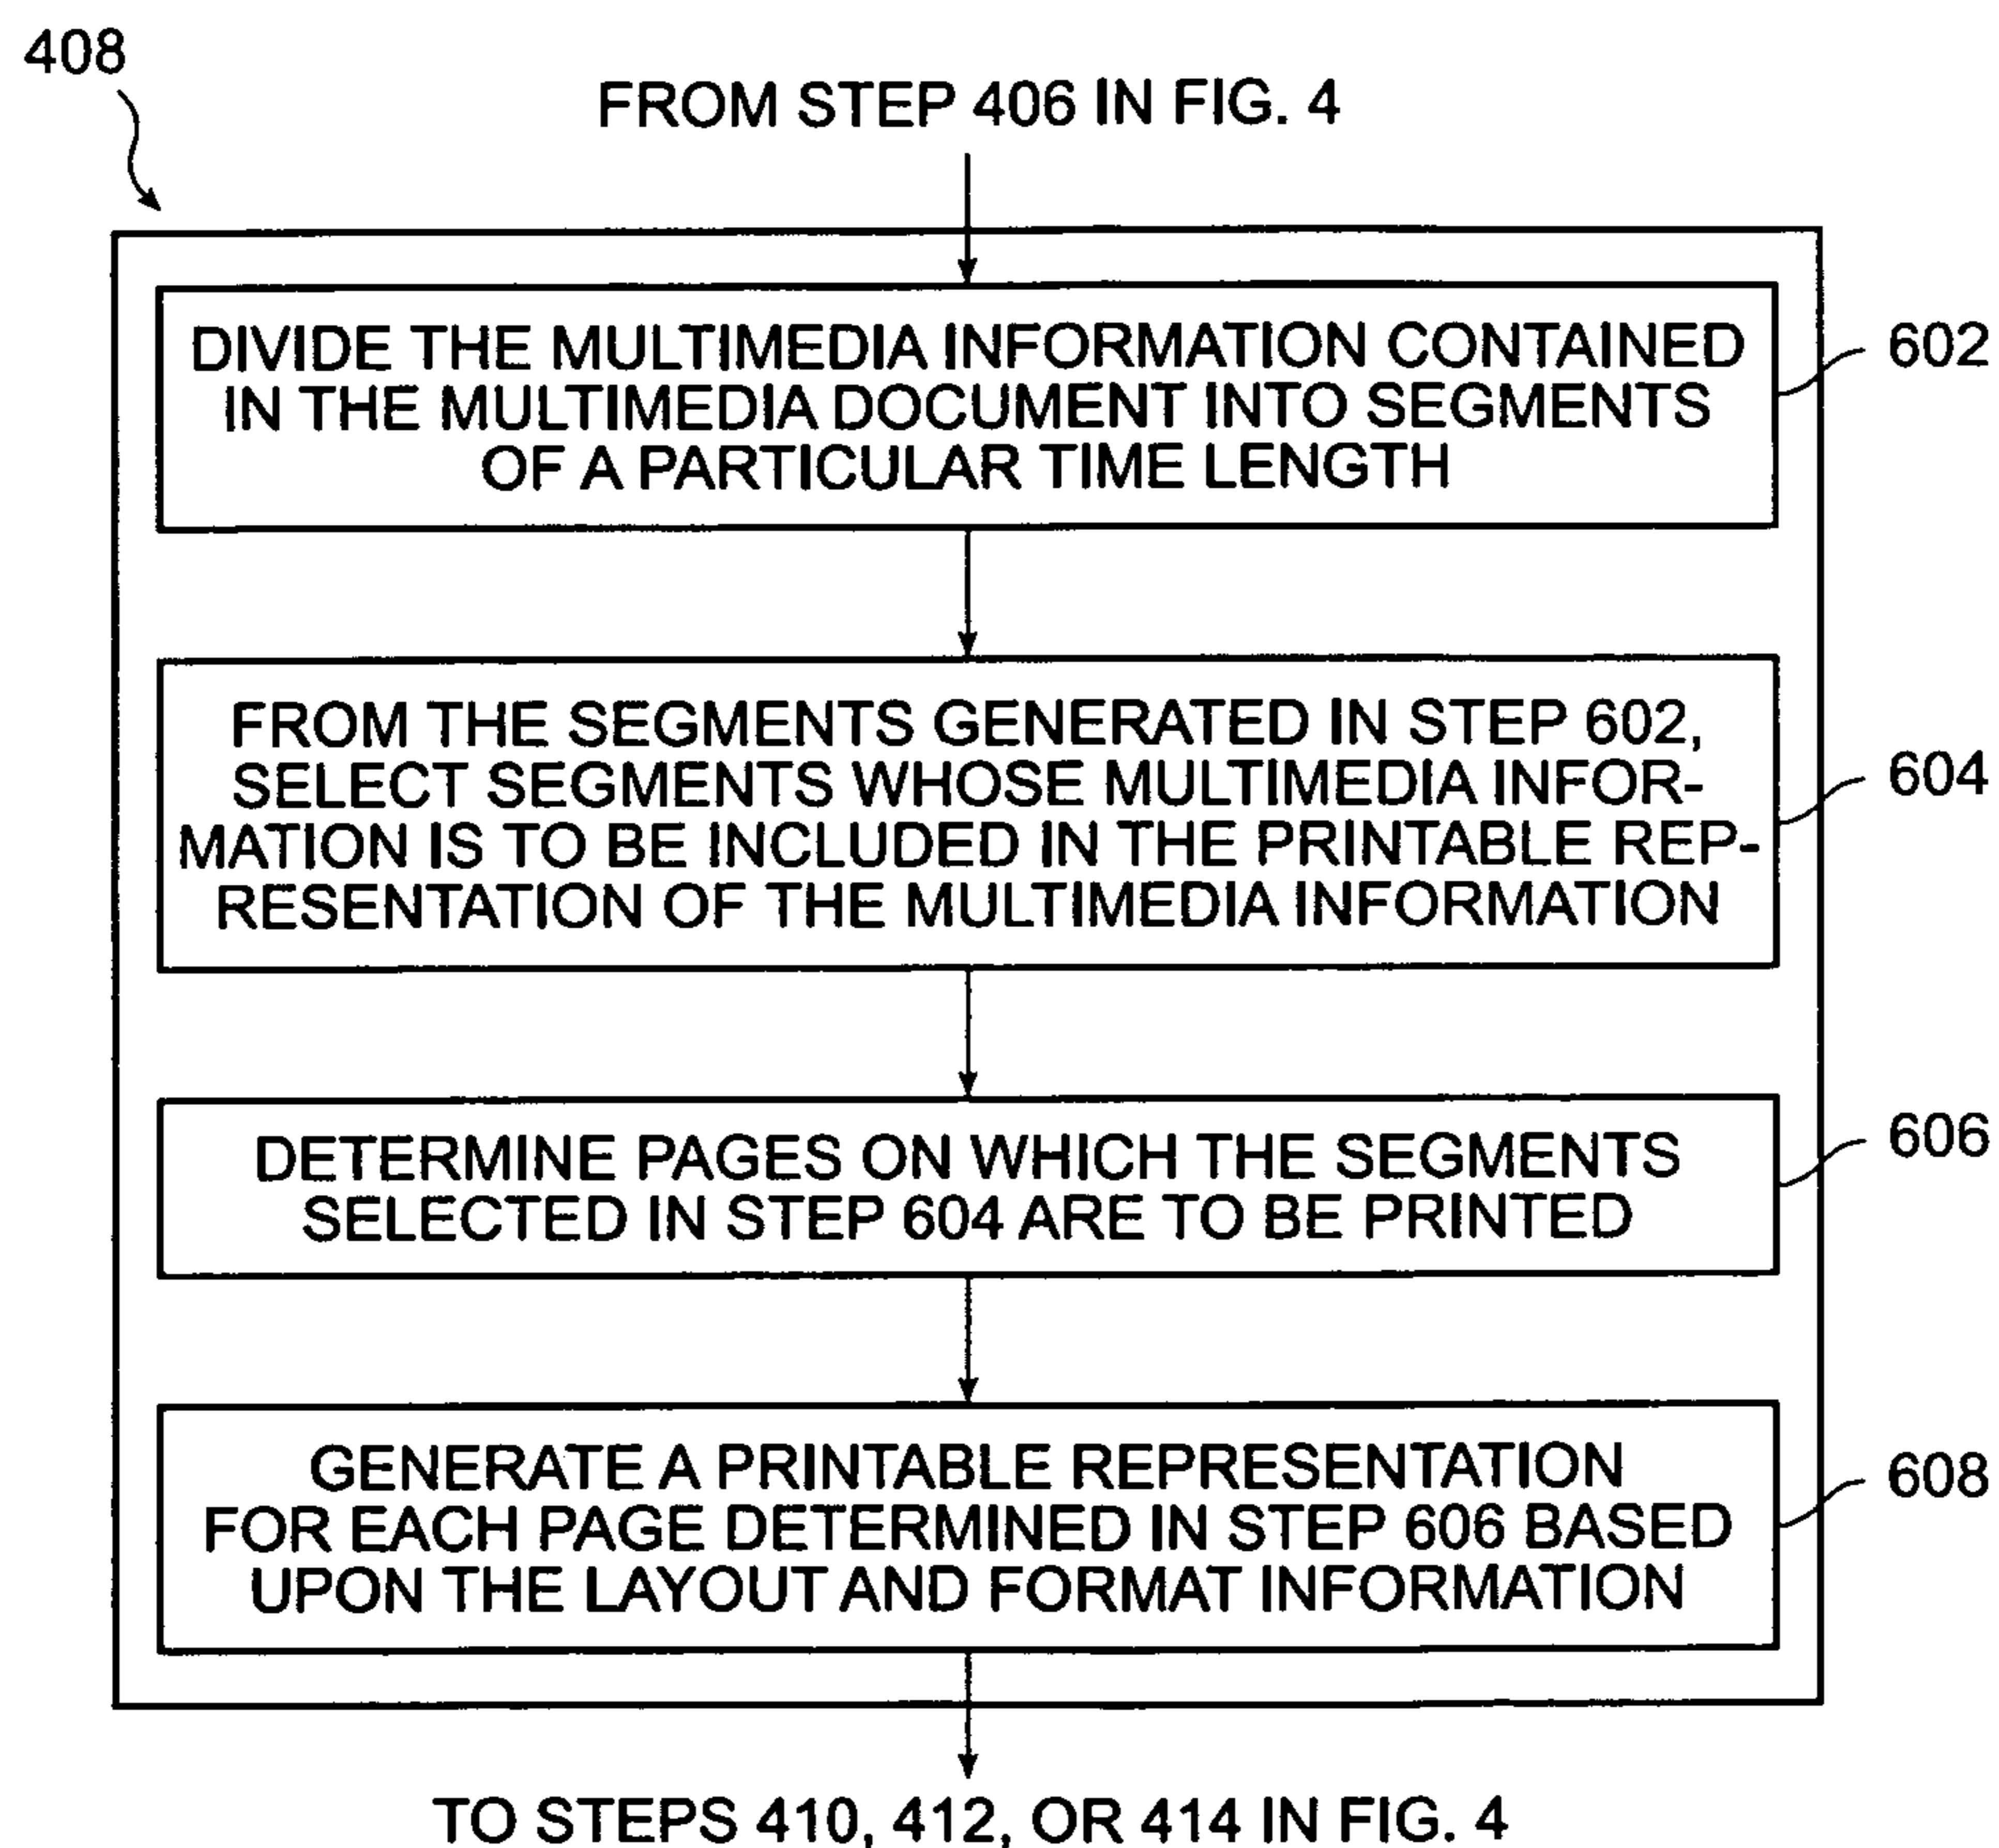 408
FROM STEP 406 IN FIG. 4
DIVIDE THE MULTIMEDIA INFORMATION CONTAINED
IN THE MULTIMEDIA DOCUMENT INTO SEGMENTS
OF A PARTICULAR TIME LENGTH
602
FROM THE SEGMENTS GENERATED IN STEP 602,
SELECT SEGMENTS WHOSE MULTIMEDIA INFOR-
MATION IS TO BE INCLUDED IN THE PRINTABLE REP-
RESENTATION OF THE MULTIMEDIA INFORMATION
604
DETERMINE PAGES ON WHICH THE SEGMENTS
SELECTED IN STEP 604 ARE TO BE PRINTED
606
GENERATE A PRINTABLE REPRESENTATION
FOR EACH PAGE DETERMINED IN STEP 606 BASED
UPON THE LAYOUT AND FORMAT INFORMATION
608
TO STEPS 410, 412, OR 414 IN FIG. 4